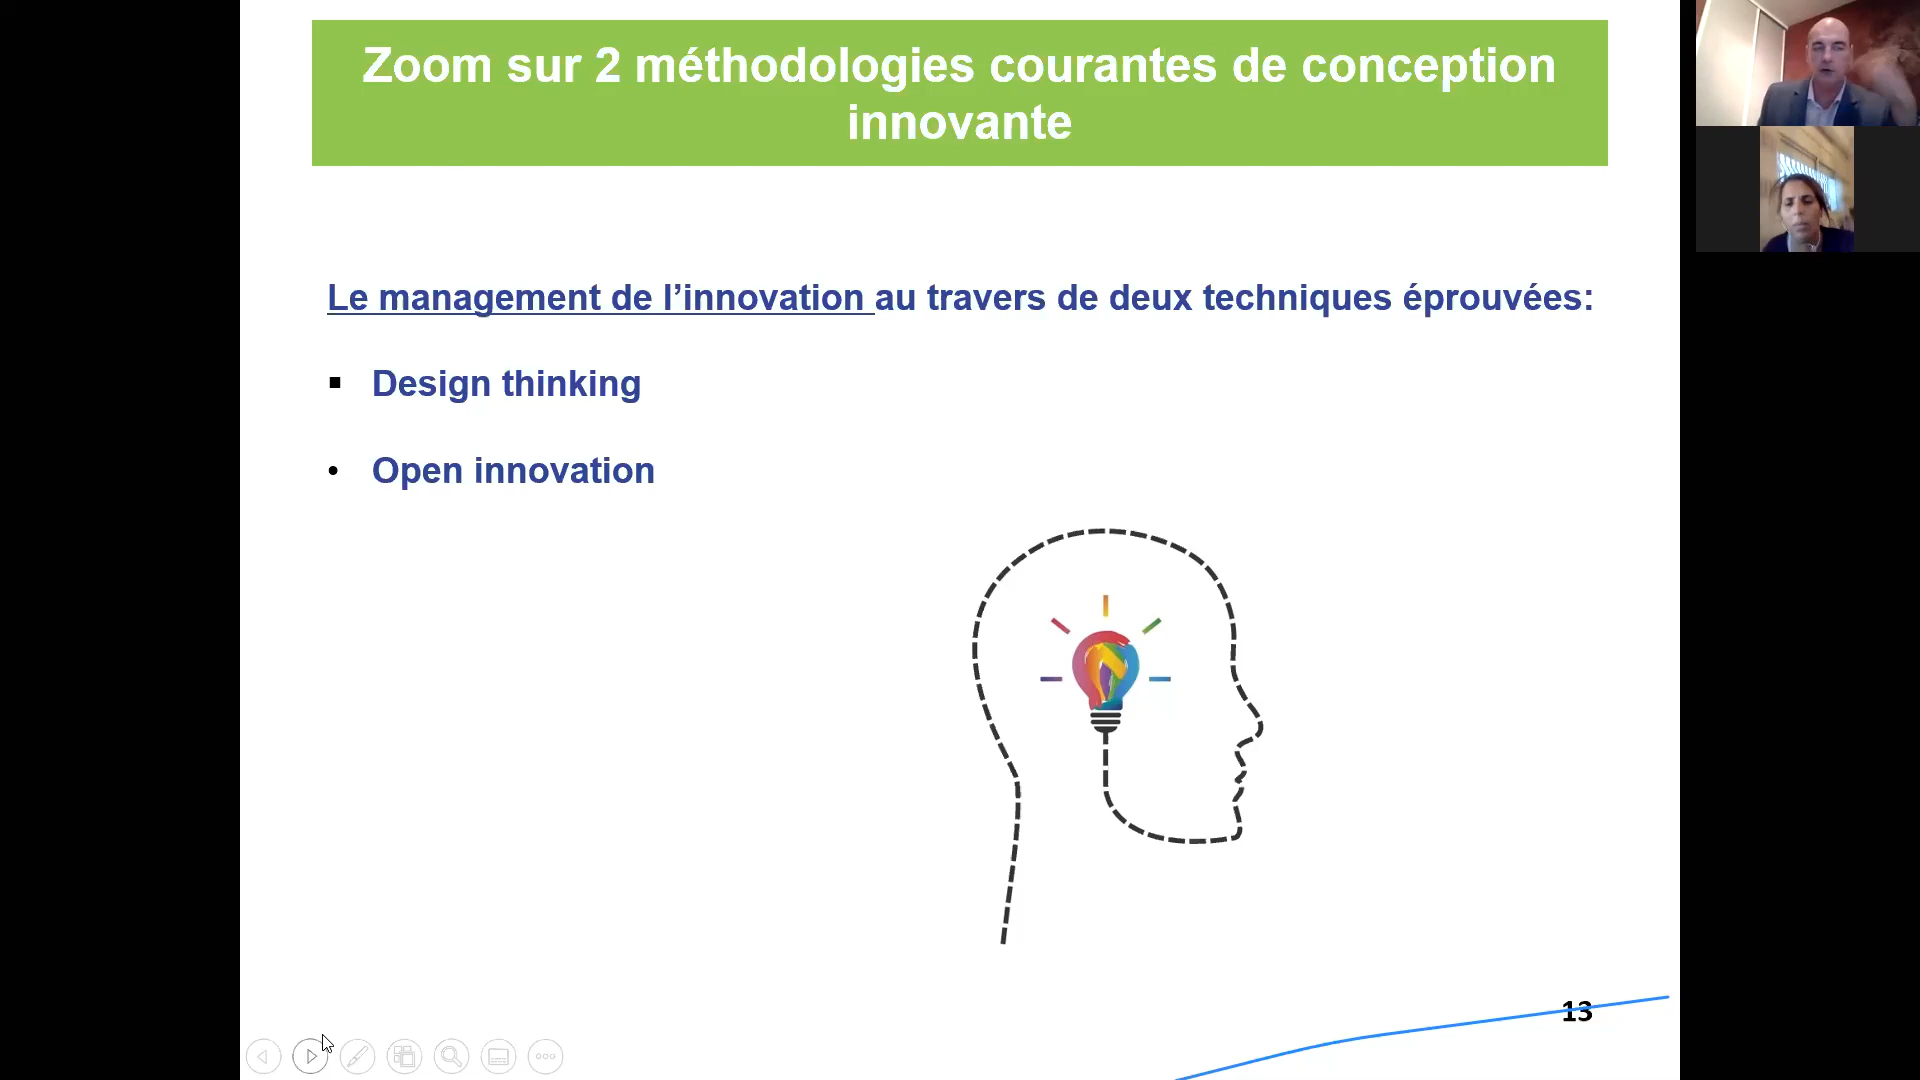 Zoom sur 2 méthodologies courantes de conception
innovante
Le management de l’innovation au travers de deux techniques éprouvées:
▪ Design thinking
• Open innovation
13